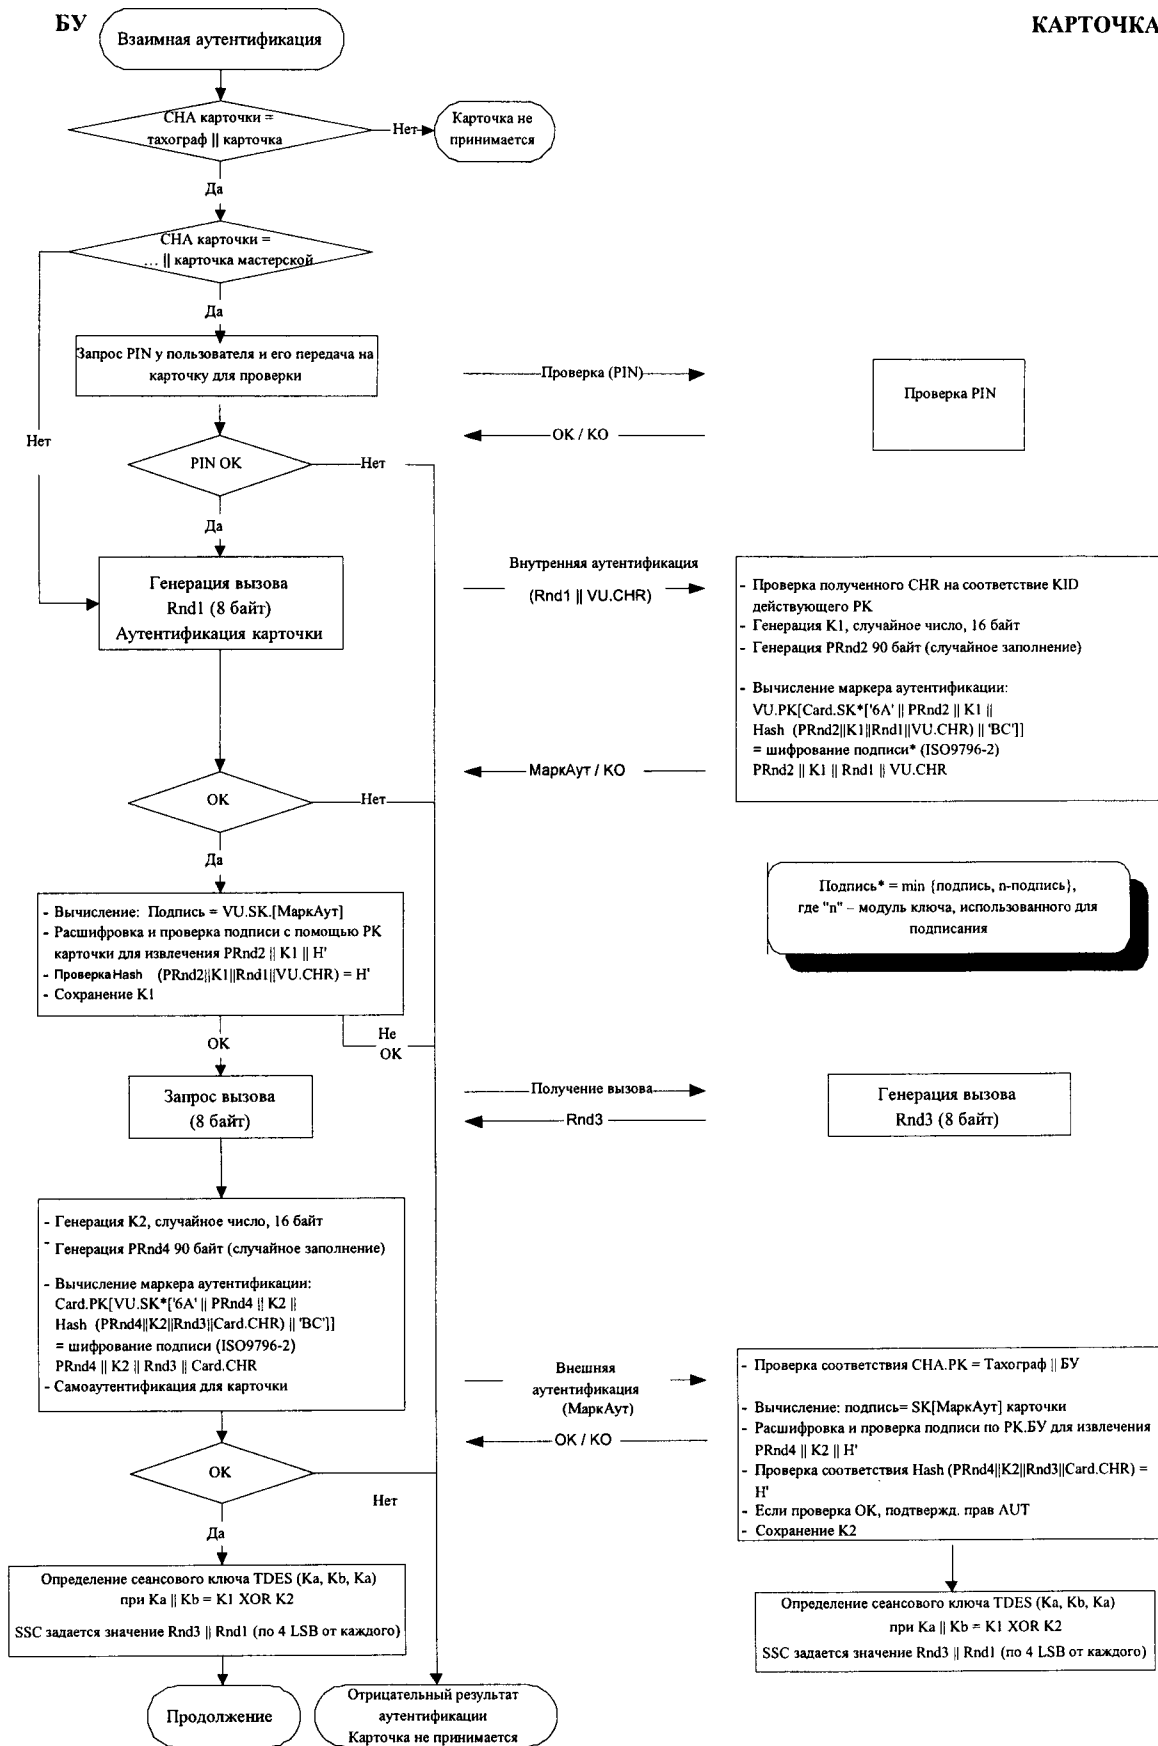 БУ
КАРТОЧКА
Взаимная аутентификация
СНА карточки =
тахограф || карточка
Нет
Карточка не
принимается
Да
СНА карточки =
... || карточка мастерской
Да
Запрос PIN у пользователя и его передача на
карточку для проверки
Проверка (PIN)
Проверка PIN
OK / KO
Нет
PIN OK
Нет
Да
Генерация вызова
Rnd1 (8 байт)
Аутентификация карточки
Внутренняя аутентификация
(Rnd1 || VU.CHR)
- Проверка полученного CHR на соответствие KID
действующего PK
- Генерация K1, случайное число, 16 байт
- Генерация PRnd2 90 байт (случайное заполнение)
- Вычисление маркера аутентификации:
VU.PK[Card.SK*['6A' || PRnd2 || K1 ||
Hash (PRnd2||K1||Rnd1||VU.CHR) || 'BC']]
= шифрование подписи* (ISO9796-2)
PRnd2 || K1 || Rnd1 || VU.CHR
МаркАут / KO
OK
Нет
Да
Подпись* = min {подпись, n-подпись},
где "n" – модуль ключа, использованного для
подписания
- Вычисление: Подпись = VU.SK.[МаркАут]
- Расшифровка и проверка подписи с помощью PK
карточки для извлечения PRnd2 || K1 || H'
- Проверка Hash (PRnd2||K1||Rnd1||VU.CHR) = H'
- Сохранение K1
OK
Не
OK
Запрос вызова
(8 байт)
Получение вызова
Rnd3
Генерация вызова
Rnd3 (8 байт)
- Генерация K2, случайное число, 16 байт
- Генерация PRnd4 90 байт (случайное заполнение)
- Вычисление маркера аутентификации:
Card.PK[VU.SK*['6A' || PRnd4 || K2 ||
Hash (PRnd4||K2||Rnd3||Card.CHR) || 'BC']]
= шифрование подписи (ISO9796-2)
PRnd4 || K2 || Rnd3 || Card.CHR
- Самоаутентификация для карточки
Внешняя
аутентификация
(МаркАут)
OK / KO
- Проверка соответствия CHA.PK = Тахограф || БУ
- Вычисление: подпись= SK[МаркАут] карточки
- Расшифровка и проверка подписи по PK.БУ для извлечения
PRnd4 || K2 || H'
- Проверка соответствия Hash (PRnd4||K2||Rnd3||Card.CHR) =
H'
- Если проверка OK, подтвержд. прав AUT
- Сохранение K2
OK
Нет
Да
Определение сеансового ключа TDES (Ka, Kb, Ka)
при Ka || Kb = K1 XOR K2
SSC задается значение Rnd3 || Rnd1 (по 4 LSB от каждого)
Определение сеансового ключа TDES (Ka, Kb, Ka)
при Ka || Kb = K1 XOR K2
SSC задается значение Rnd3 || Rnd1 (по 4 LSB от каждого)
Продолжение
Отрицательный результат
аутентификации
Карточка не принимается